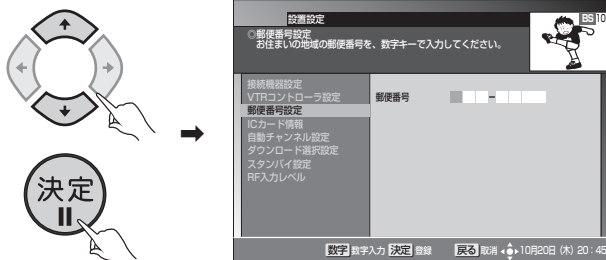 決定
設置設定
BS 10
◎郵便番号設定
お住まいの地域の郵便番号を、数字キーで入力してください。
接続機器設定
VTRコントローラ設定
郵便番号設定
ICカード情報
自動チャンネル設定
ダウンロード選択設定
スタンバイ設定
RF入力レベル
郵便番号 -
数字 数字入力 決定 登録 戻る 取消 10月20日 (木) 20:45